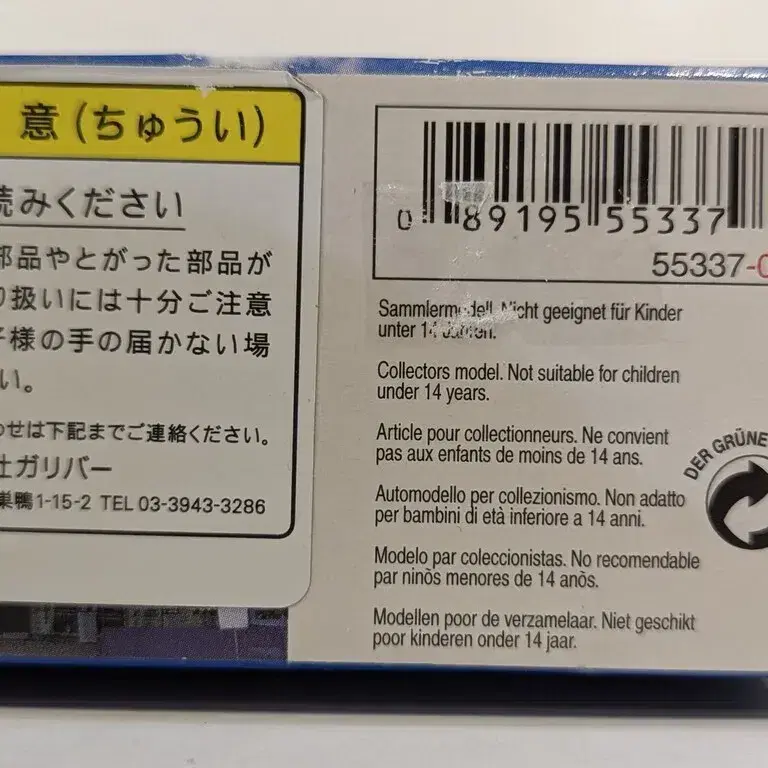 意(ちゅうい)
読みください
部品やとがった部品が
り扱いには十分ご注意
子様の手の届かない場
い。
わせは下記までご連絡ください。
社ガリバー
巣鴨1-15-2 TEL 03-3943-3286
0 89195 55337
55337-0
Sammlermodell. Nicht geeignet für Kinder
unter 14 Jahren.
Collectors model. Not suitable for children
under 14 years.
Article pour collectionneurs. Ne convient
pas aux enfants de moins de 14 ans.
Automodello per collezionismo. Non adatto
per bambini di età inferiore a 14 anni.
Modelo par coleccionistas. No recomendable
par ninõs menores de 14 anõs.
Modellen poor de verzamelaar. Niet geschikt
poor kinderen onder 14 jaar.
DER GRÜNE